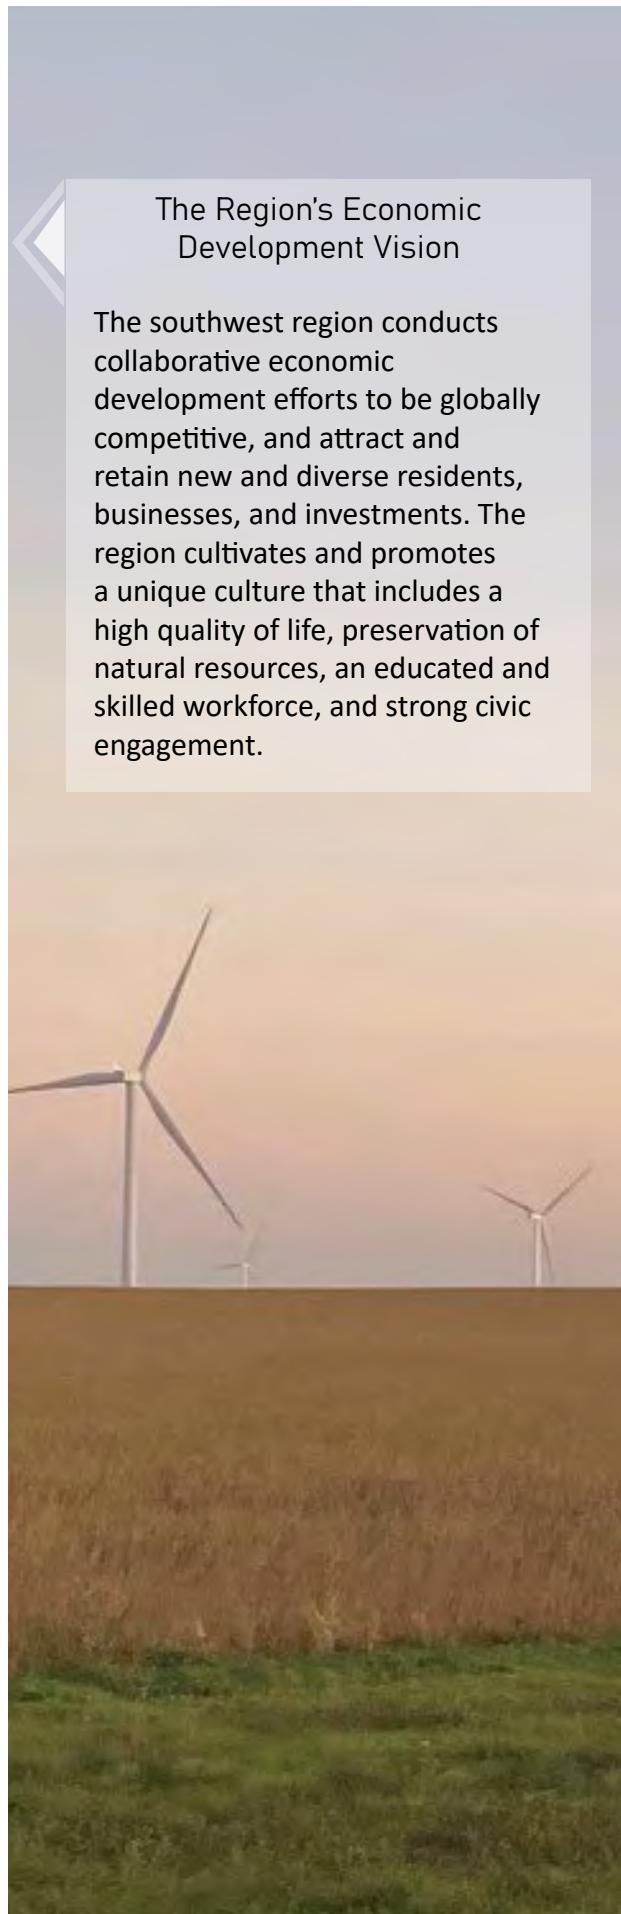 The Region's Economic
Development Vision
The southwest region conducts
collaborative economic
development efforts to be globally
competitive, and attract and
retain new and diverse residents,
businesses, and investments. The
region cultivates and promotes
a unique culture that includes a
high quality of life, preservation of
natural resources, an educated and
skilled workforce, and strong civic
engagement.